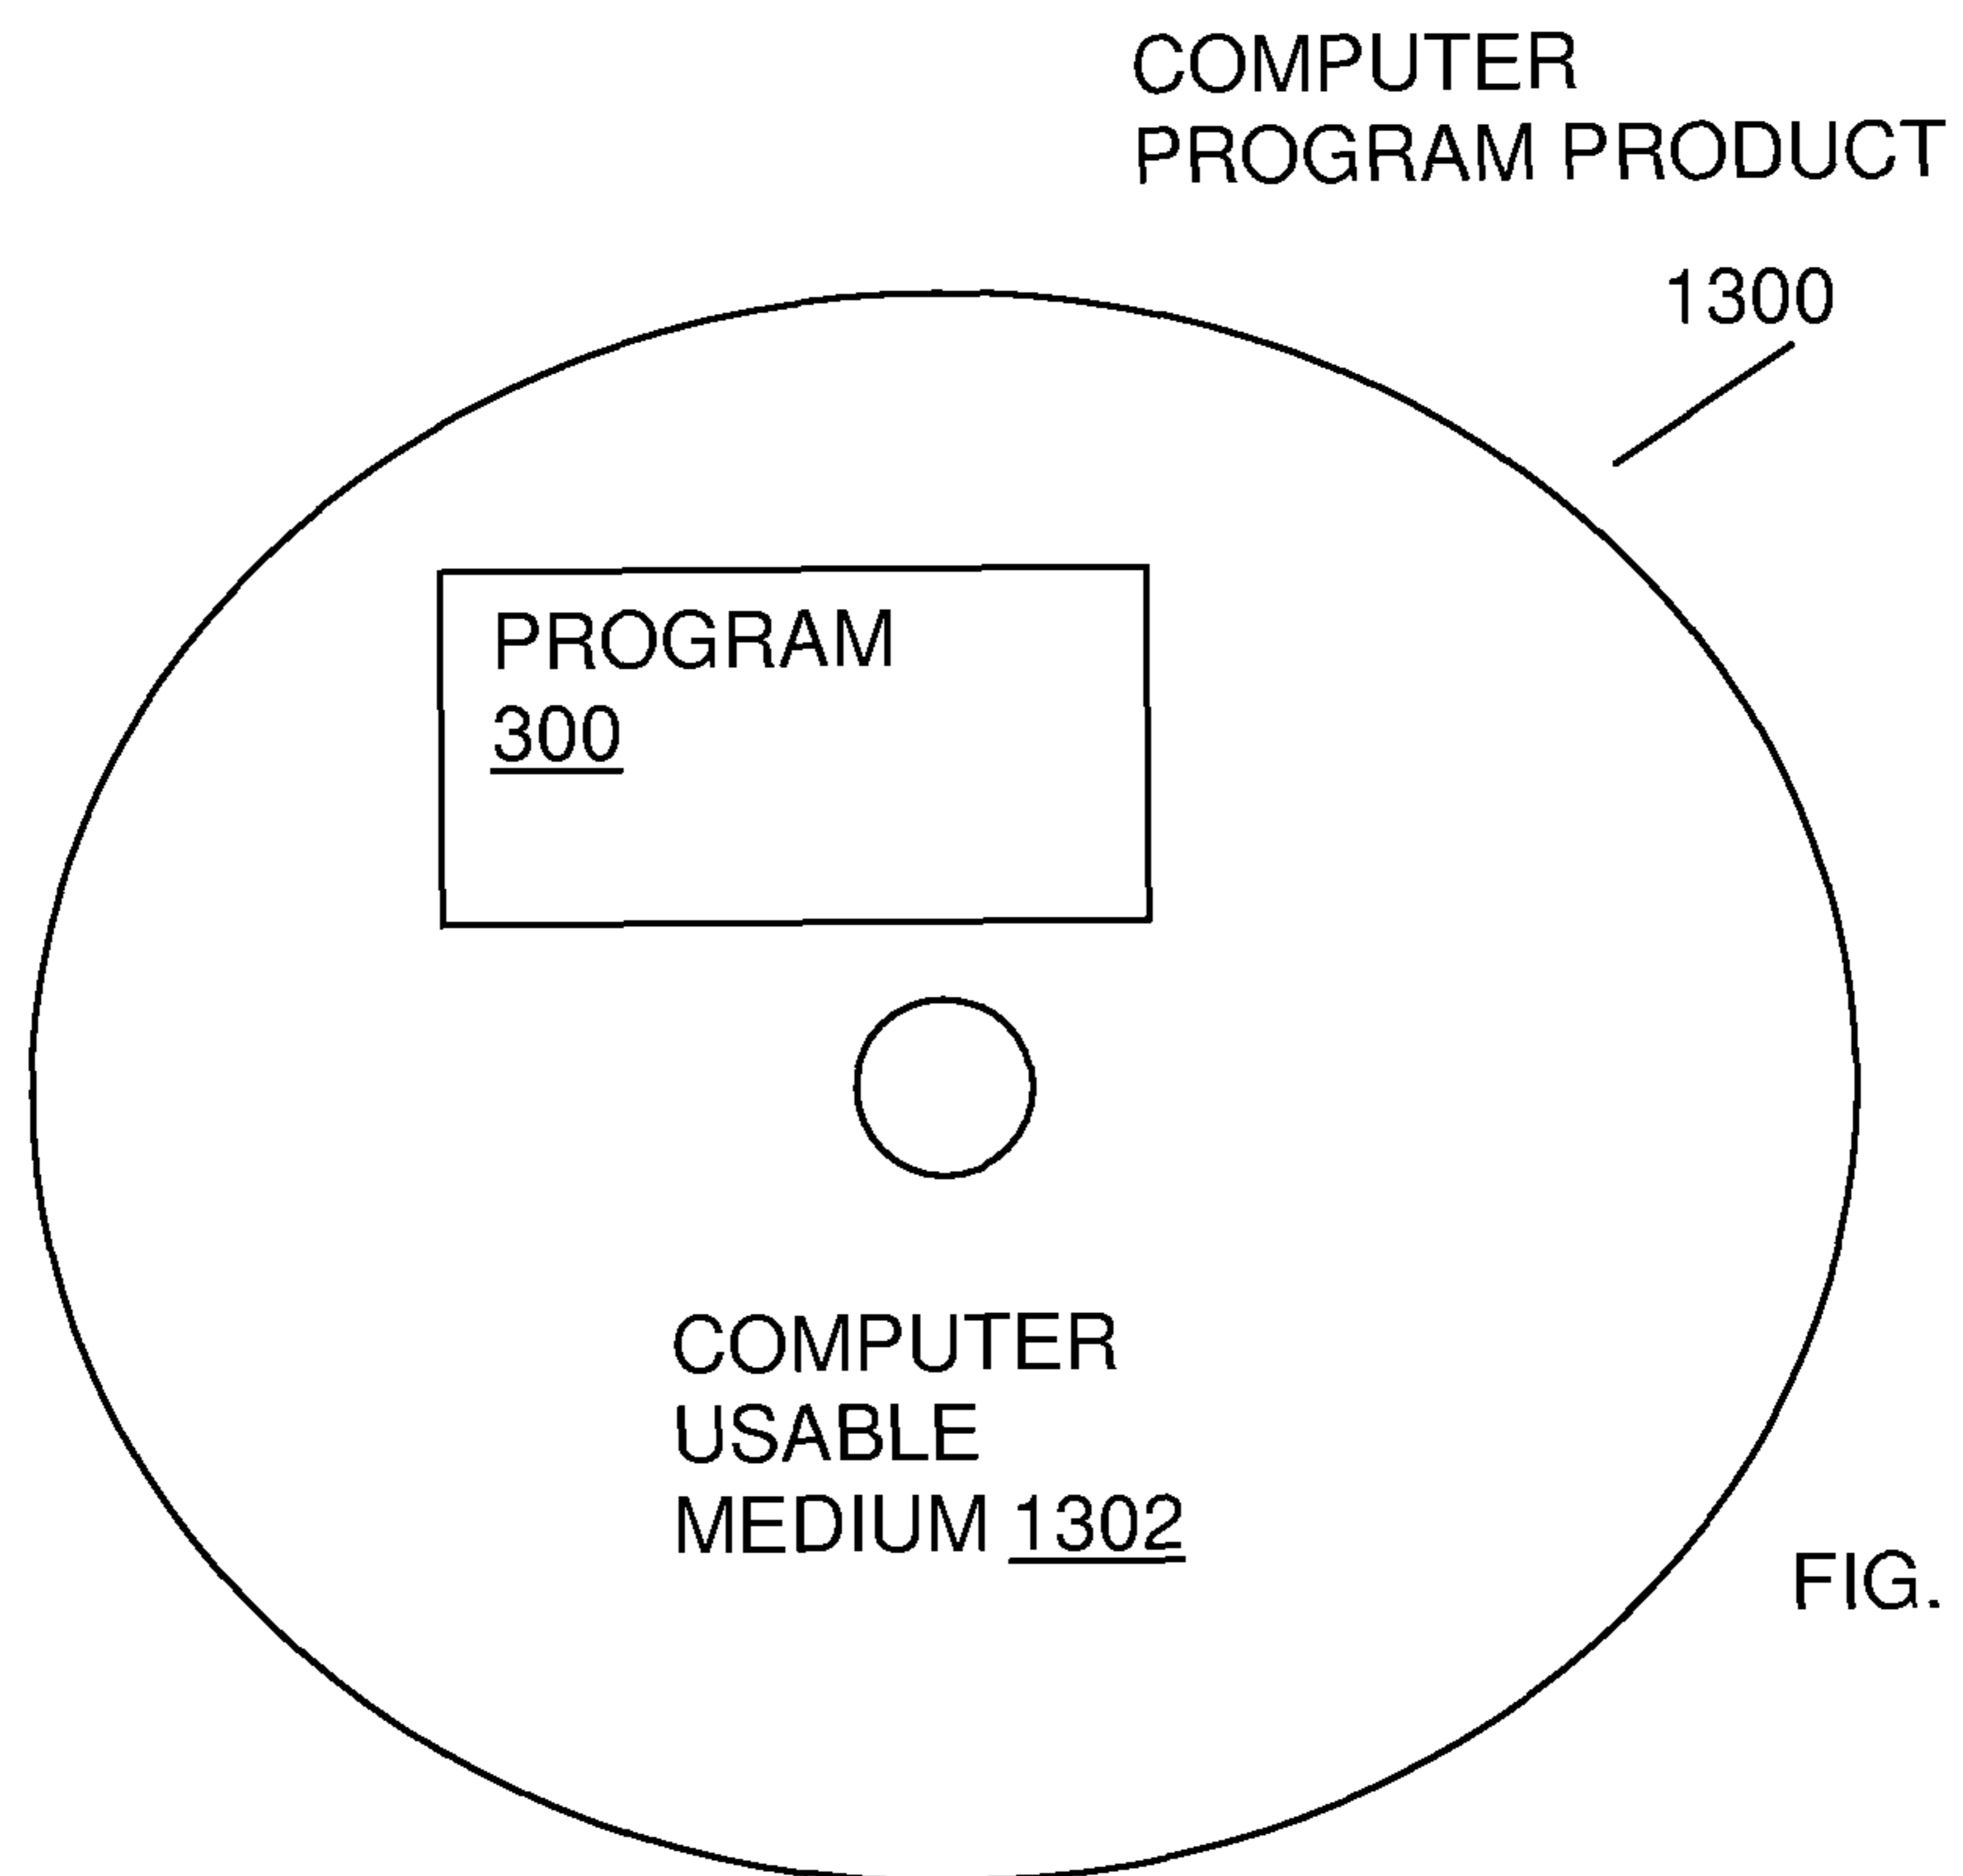 COMPUTER
PROGRAM PRODUCT
1300
PROGRAM
300
COMPUTER
USABLE
MEDIUM 1302
FIG.